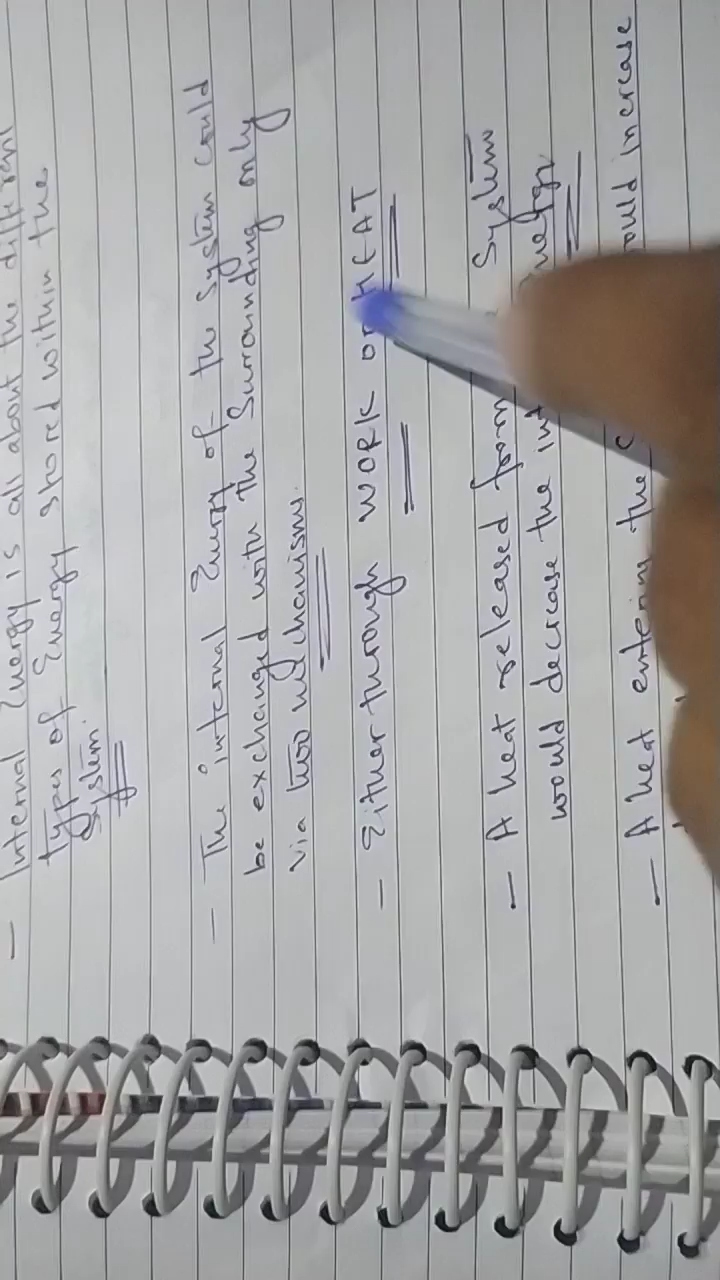 - Internal Energy is all about the different
types of Energy stored within the
System.
- The internal Energy of the System could
be exchanged with the Surrounding only
via two mechanisms.
- Either through WORK or HEAT
- A heat released form System
would decrease the
- A heat entering the would increase